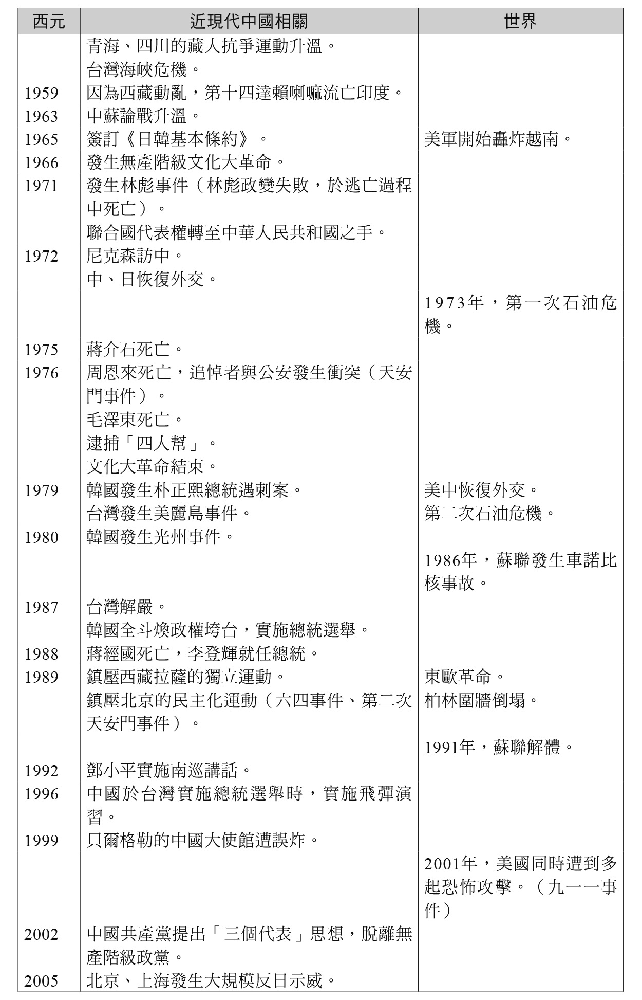 西元 近現代中國相關 世界
青海、四川的藏人抗爭運動升溫。
台灣海峽危機。
1959 因為西藏動亂，第十四達賴喇嘛流亡印度。
1963 中蘇論戰升溫。
1965 簽訂《日韓基本條約》。 美軍開始轟炸越南。
1966 發生無產階級文化大革命。
1971 發生林彪事件（林彪政變失敗，於逃亡過程
中死亡）。
聯合國代表權轉至中華人民共和國之手。
1972 尼克森訪中。
中、日恢復外交。
1973年，第一次石油危
機。
1975 蔣介石死亡。
1976 周恩來死亡，追悼者與公安發生衝突（天安
門事件）。
毛澤東死亡。
逮捕「四人幫」。
文化大革命結束。
1979 韓國發生朴正熙總統遇刺案。 美中恢復外交。
台灣發生美麗島事件。 第二次石油危機。
1980 韓國發生光州事件。
1986年，蘇聯發生車諾比
核事故。
1987 台灣解嚴。
韓國全斗煥政權垮台，實施總統選舉。
1988 蔣經國死亡，李登輝就任總統。
1989 鎮壓西藏拉薩的獨立運動。 東歐革命。
鎮壓北京的民主化運動（六四事件、第二次 柏林圍牆倒塌。
天安門事件）。
1991年，蘇聯解體。
1992 鄧小平實施南巡講話。
1996 中國於台灣實施總統選舉時，實施飛彈演
習。
1999 貝爾格勒的中國大使館遭誤炸。
2001年，美國同時遭到多
起恐怖攻擊。（九一一事
件）
2002 中國共產黨提出「三個代表」思想，脫離無
產階級政黨。
2005 北京、上海發生大規模反日示威。